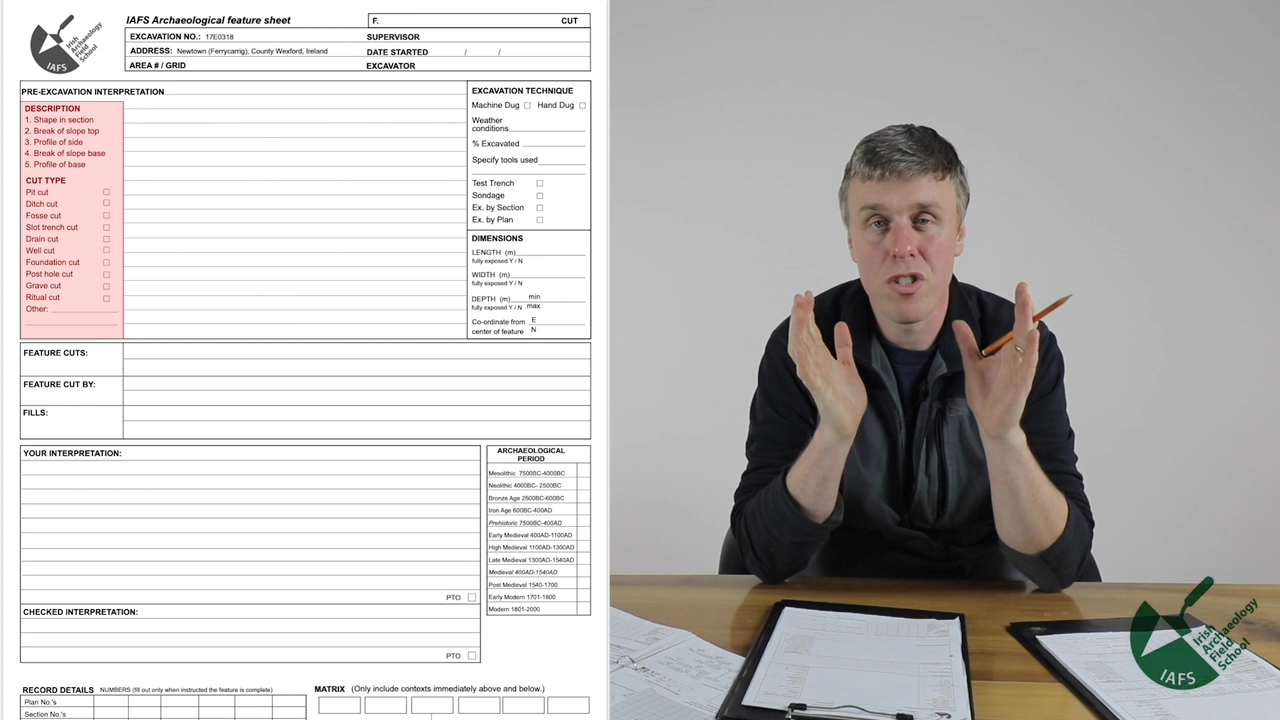 IAFS
Irish
Archaeology
Field
School
IAFS Archaeological feature sheet
F.
CUT
EXCAVATION NO.: 17E0318
SUPERVISOR
ADDRESS: Newtown (Ferrycarrig), County Wexford, Ireland
DATE STARTED / /
AREA # / GRID
EXCAVATOR
PRE-EXCAVATION INTERPRETATION
DESCRIPTION
1. Shape in section
2. Break of slope top
3. Profile of side
4. Break of slope base
5. Profile of base
CUT TYPE
Pit cut
Ditch cut
Fosse cut
Slot trench cut
Drain cut
Well cut
Foundation cut
Post hole cut
Grave cut
Ritual cut
Other:
EXCAVATION TECHNIQUE
Machine Dug Hand Dug
Weather
conditions
% Excavated
Specify tools used
Test Trench
Sondage
Ex. by Section
Ex. by Plan
DIMENSIONS
LENGTH (m)
fully exposed Y / N
WIDTH (m)
fully exposed Y / N
DEPTH (m) min
fully exposed Y / N max
Co-ordinate from E
center of feature N
FEATURE CUTS:
FEATURE CUT BY:
FILLS:
YOUR INTERPRETATION:
PTO
CHECKED INTERPRETATION:
PTO
ARCHAEOLOGICAL
PERIOD
Mesolithic 7500BC-4000BC
Neolithic 4000BC- 2500BC
Bronze Age 2500BC-600BC
Iron Age 600BC-400AD
Prehistoric 7500BC-400AD
Early Medieval 400AD-1100AD
High Medieval 1100AD-1300AD
Late Medieval 1300AD-1540AD
Medieval 400AD-1540AD
Post Medieval 1540-1700
Early Modern 1701-1800
Modern 1801-2000
RECORD DETAILS NUMBERS (fill out only when instructed the feature is complete)
Plan No.'s
Section No.'s
MATRIX (Only include contexts immediately above and below.)
IAFS
Irish
Archaeology
Field
School